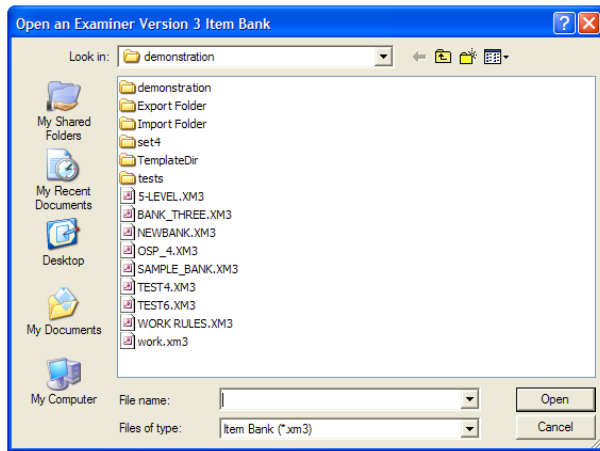 Open an Examiner Version 3 Item Bank
Look in:
demonstration
My Shared
Folders
My Recent
Documents
Desktop
My Documents
My Computer
demonstration
Export Folder
Import Folder
set4
TemplateDir
tests
5-LEVEL.XM3
BANK_THREE.XM3
NEWBANK.XM3
OSP_4.XM3
SAMPLE_BANK.XM3
TEST4.XM3
TEST6.XM3
WORK RULES.XM3
work.xm3
File name:
Open
Files of type:
Item Bank (*.xm3)
Cancel